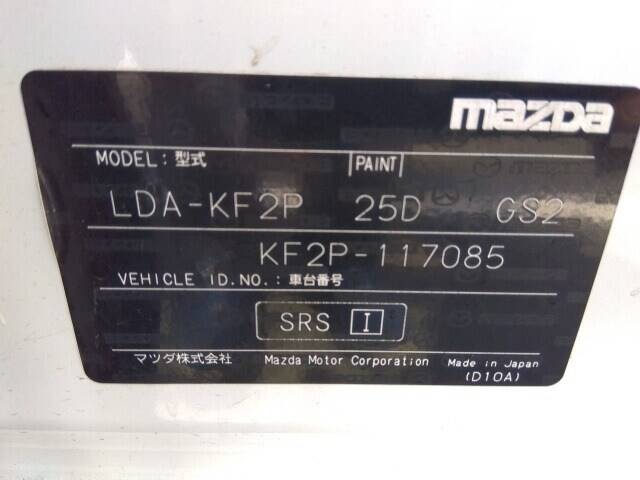 mazda
MODEL: 型式 PAINT
LDA-KF2P 25D GS2
KF2P-117085
VEHICLE ID.NO.: 車台番号
SRS I
マツダ株式会社 Mazda Motor Corporation Made in Japan
(D10A)